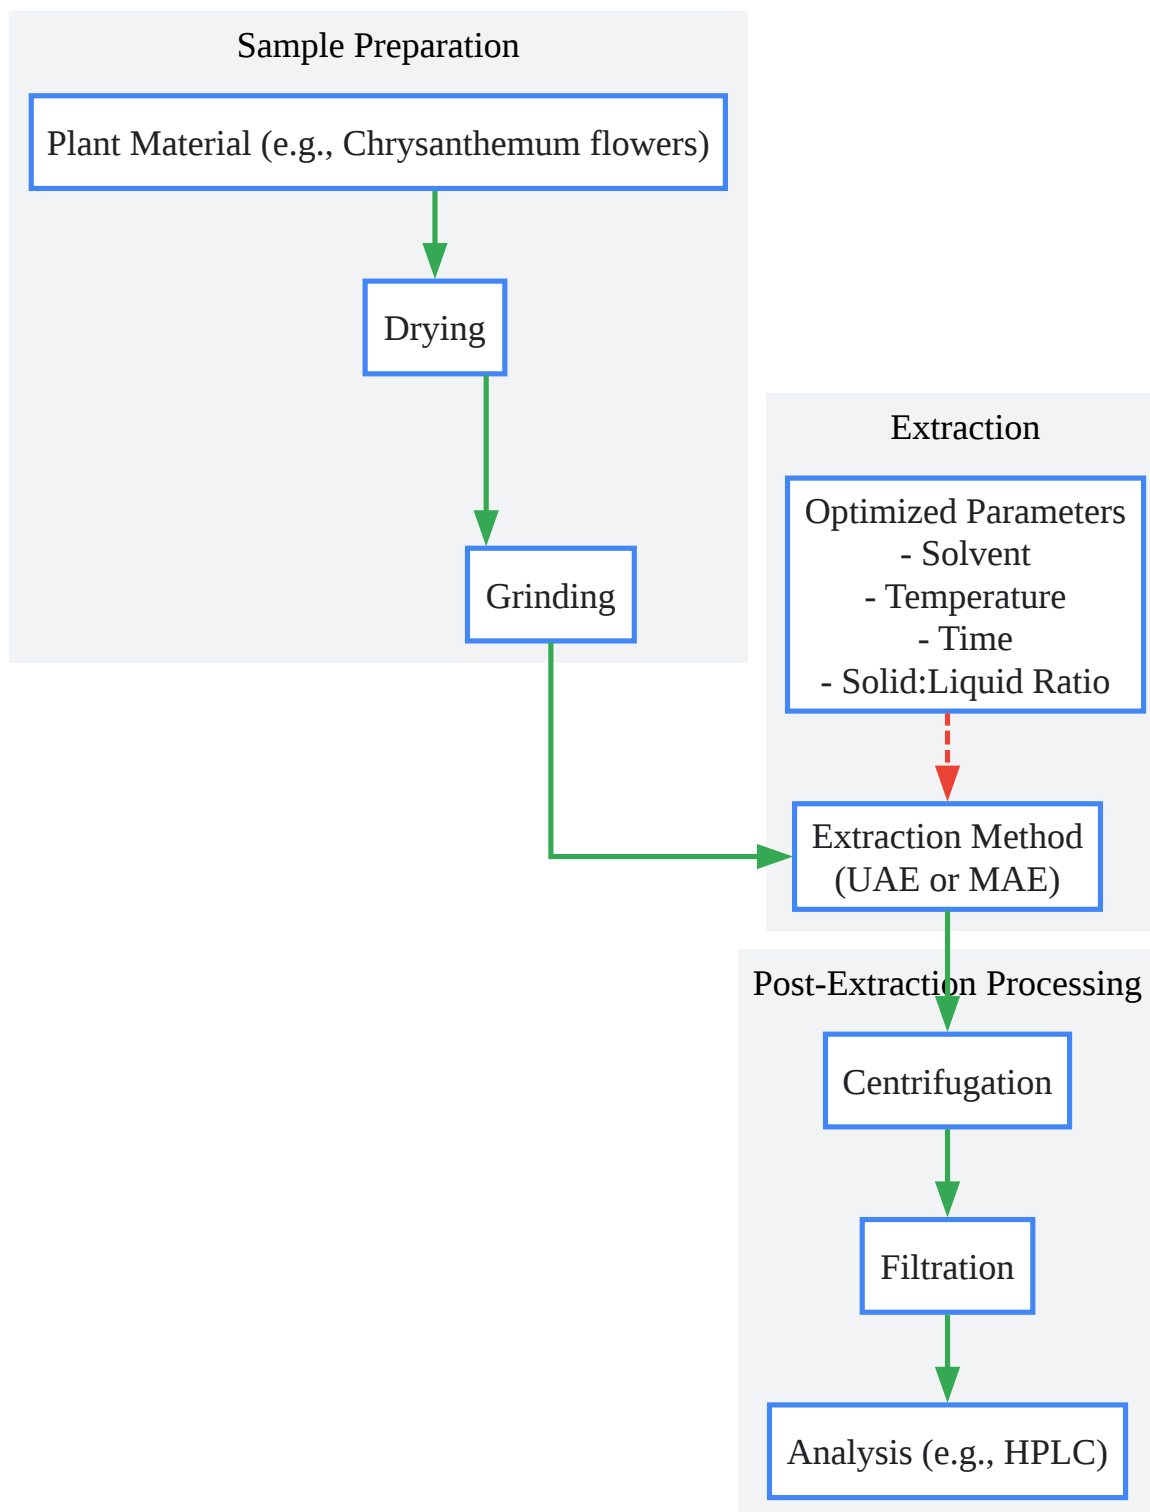 Sample Preparation
Plant Material (e.g., Chrysanthemum flowers)
Drying
Grinding
Extraction
Optimized Parameters
- Solvent
- Temperature
- Time
- Solid:Liquid Ratio
Extraction Method
(UAE or MAE)
Post-Extraction Processing
Centrifugation
Filtration
Analysis (e.g., HPLC)